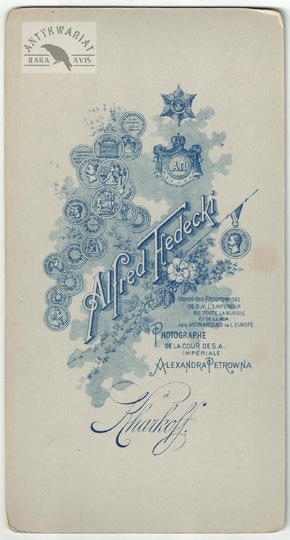 ANTYKWARIAT
RARA AVIS
АП
Alfred Fedecki
Honoré des Récompenses
DE S.M. L'EMPEREUR
DE TOUTE LA RUSSIE
ET DE LL.MM.
DES MONARQUES DE L'EUROPE
PHOTOGRAPHE
DE LA COUR DE S.A.
IMPÉRIALE
ALEXANDRA PETROWNA
à
Kharkoff.